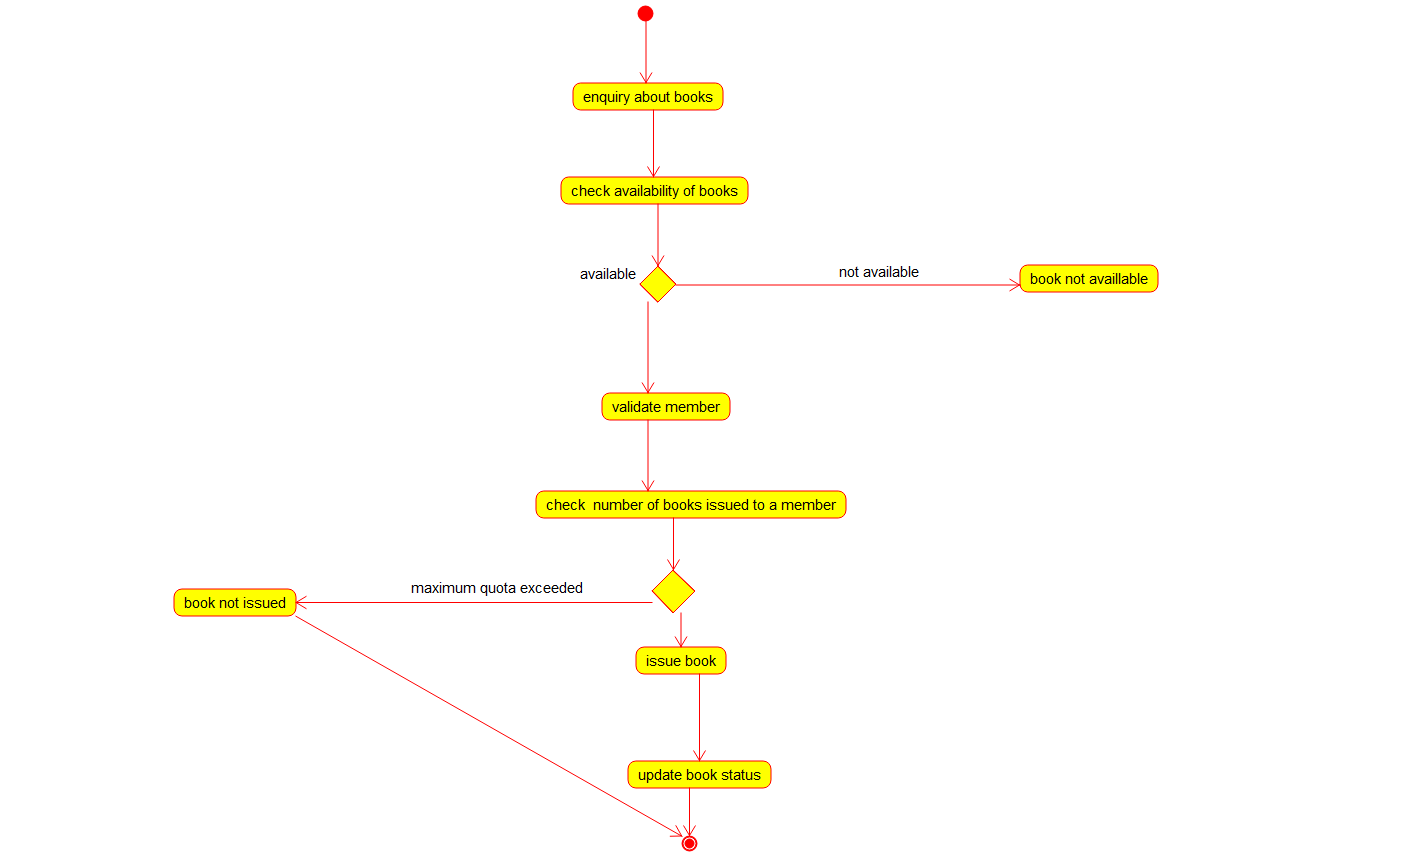 enquiry about books
check availability of books
available
not available
book not availlable
validate member
check  number of books issued to a member
maximum quota exceeded
book not issued
issue book
update book status